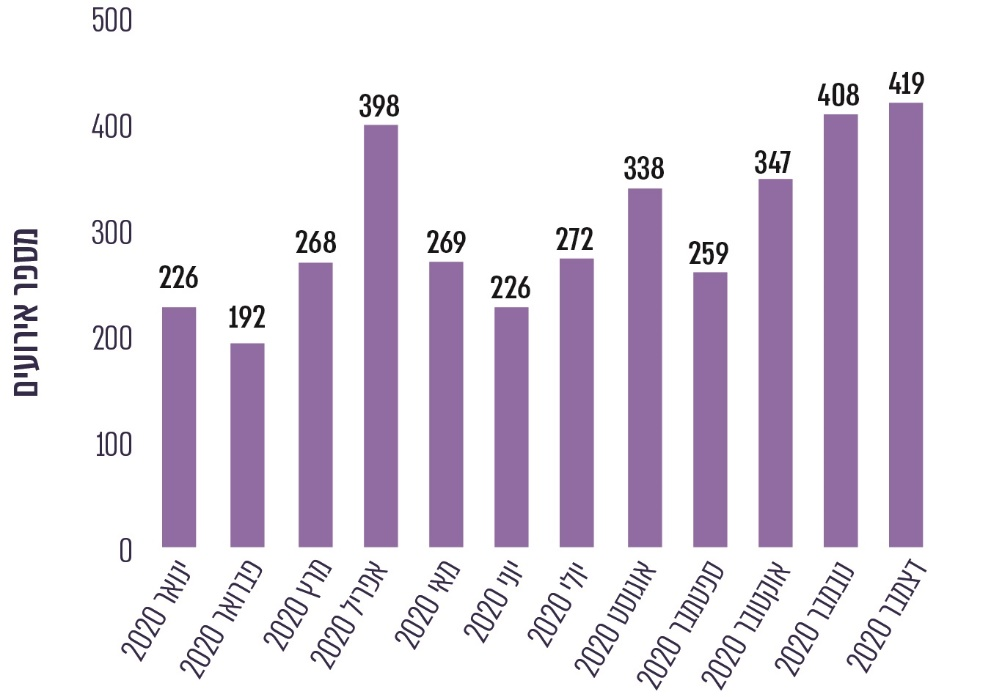 מספר אירועים
500
400
300
200
100
0
226
192
268
398
269
226
272
338
259
347
408
419
ינואר 2020
פברואר 2020
מרץ 2020
אפריל 2020
מאי 2020
יוני 2020
יולי 2020
אוגוסט 2020
ספטמבר 2020
אוקטובר 2020
נובמבר 2020
דצמבר 2020